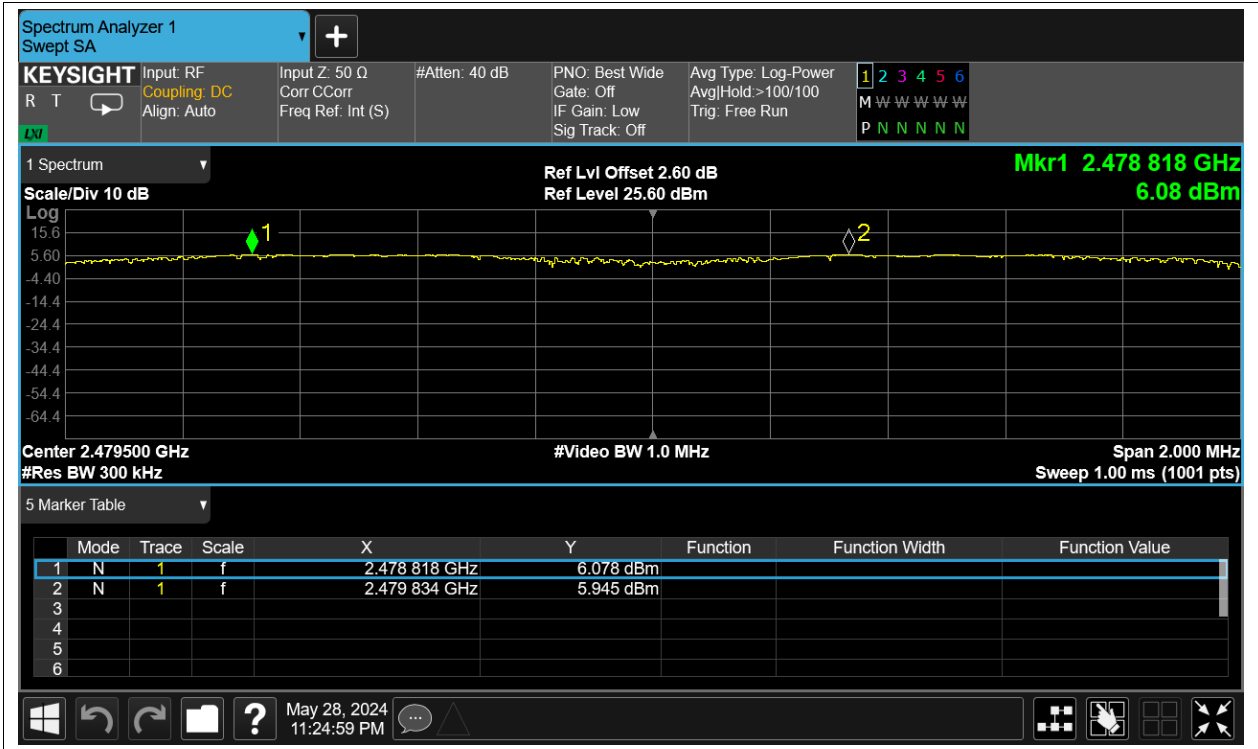 Spectrum Analyzer 1
Swept SA
KEYSIGHT
R T
LXI
Input: RF
Coupling: DC
Align: Auto
Input Z: 50 Ω
Corr CCorr
Freq Ref: Int (S)
#Atten: 40 dB
PNO: Best Wide
Gate: Off
IF Gain: Low
Sig Track: Off
Avg Type: Log-Power
Avg|Hold:>100/100
Trig: Free Run
1 2 3 4 5 6
M W W W W W
P N N N N N
1 Spectrum
Scale/Div 10 dB
Ref Lvl Offset 2.60 dB
Ref Level 25.60 dBm
Mkr1 2.478 818 GHz
6.08 dBm
Log
15.6
5.60
-4.40
-14.4
-24.4
-34.4
-44.4
-54.4
-64.4
1
2
Center 2.479500 GHz
#Res BW 300 kHz
#Video BW 1.0 MHz
Span 2.000 MHz
Sweep 1.00 ms (1001 pts)
5 Marker Table
Mode Trace Scale X Y Function Function Width Function Value
1 N 1 f 2.478 818 GHz 6.078 dBm
2 N 1 f 2.479 834 GHz 5.945 dBm
3
4
5
6
?
May 28, 2024
11:24:59 PM